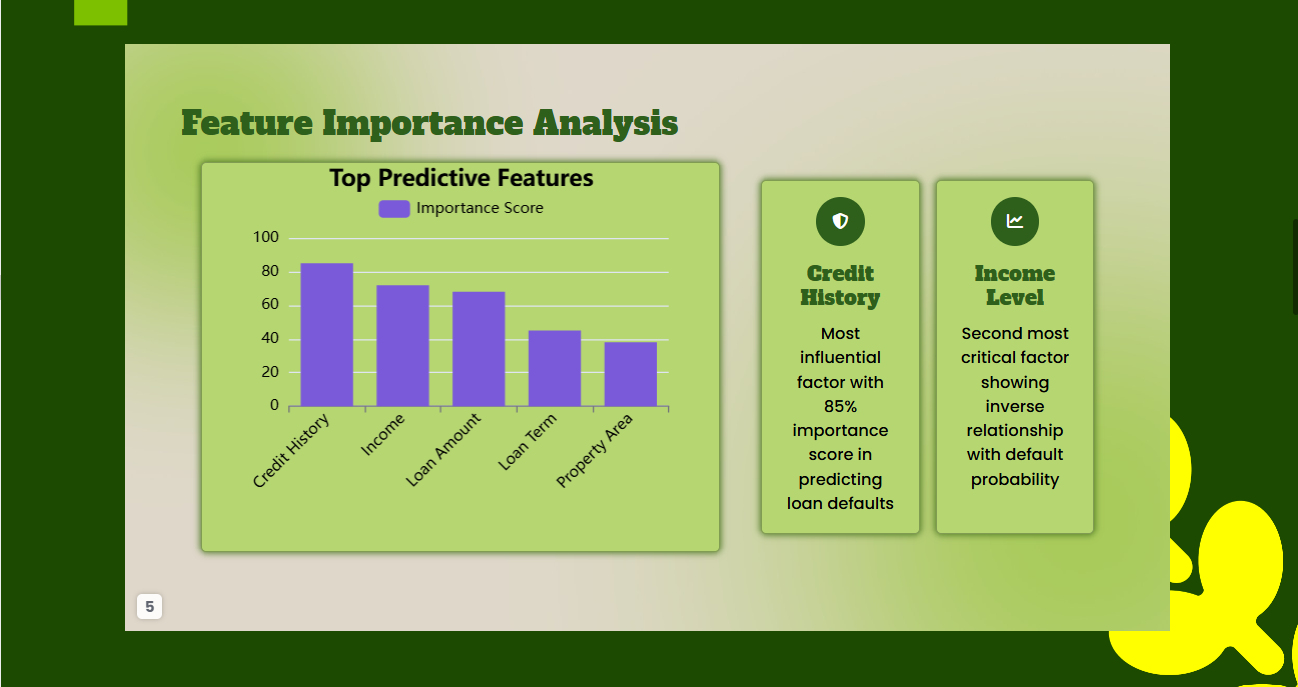 Feature Importance Analysis
Top Predictive Features
Importance Score
100
80
60
40
20
0
Credit History
Income
Loan Amount
Loan Term
Property Area
Credit
History
Most
influential
factor with
85%
importance
score in
predicting
loan defaults
Income
Level
Second most
critical factor
showing
inverse
relationship
with default
probability
5